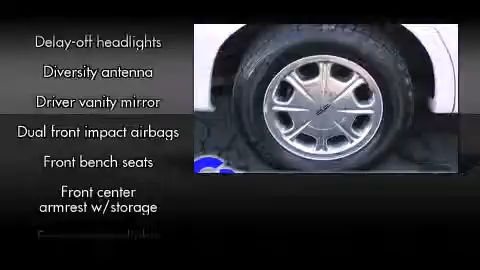 Delay-off headlights
Diversity antenna
Driver vanity mirror
Dual front impact airbags
Front bench seats
Front center
armrest w/storage